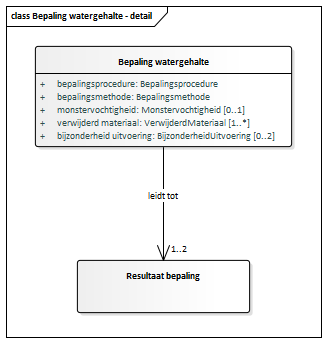 class Bepaling watergehalte - detail
Bepaling watergehalte
+ bepalingsprocedure: Bepalingsprocedure
+ bepalingsmethode: Bepalingsmethode
+ monstervochtigheid: Monstervochtigheid [0..1]
+ verwijderd materiaal: VerwijderdMateriaal [1..*]
+ bijzonderheid uitvoering: BijzonderheidUitvoering [0..2]
leidt tot
1..2
Resultaat bepaling